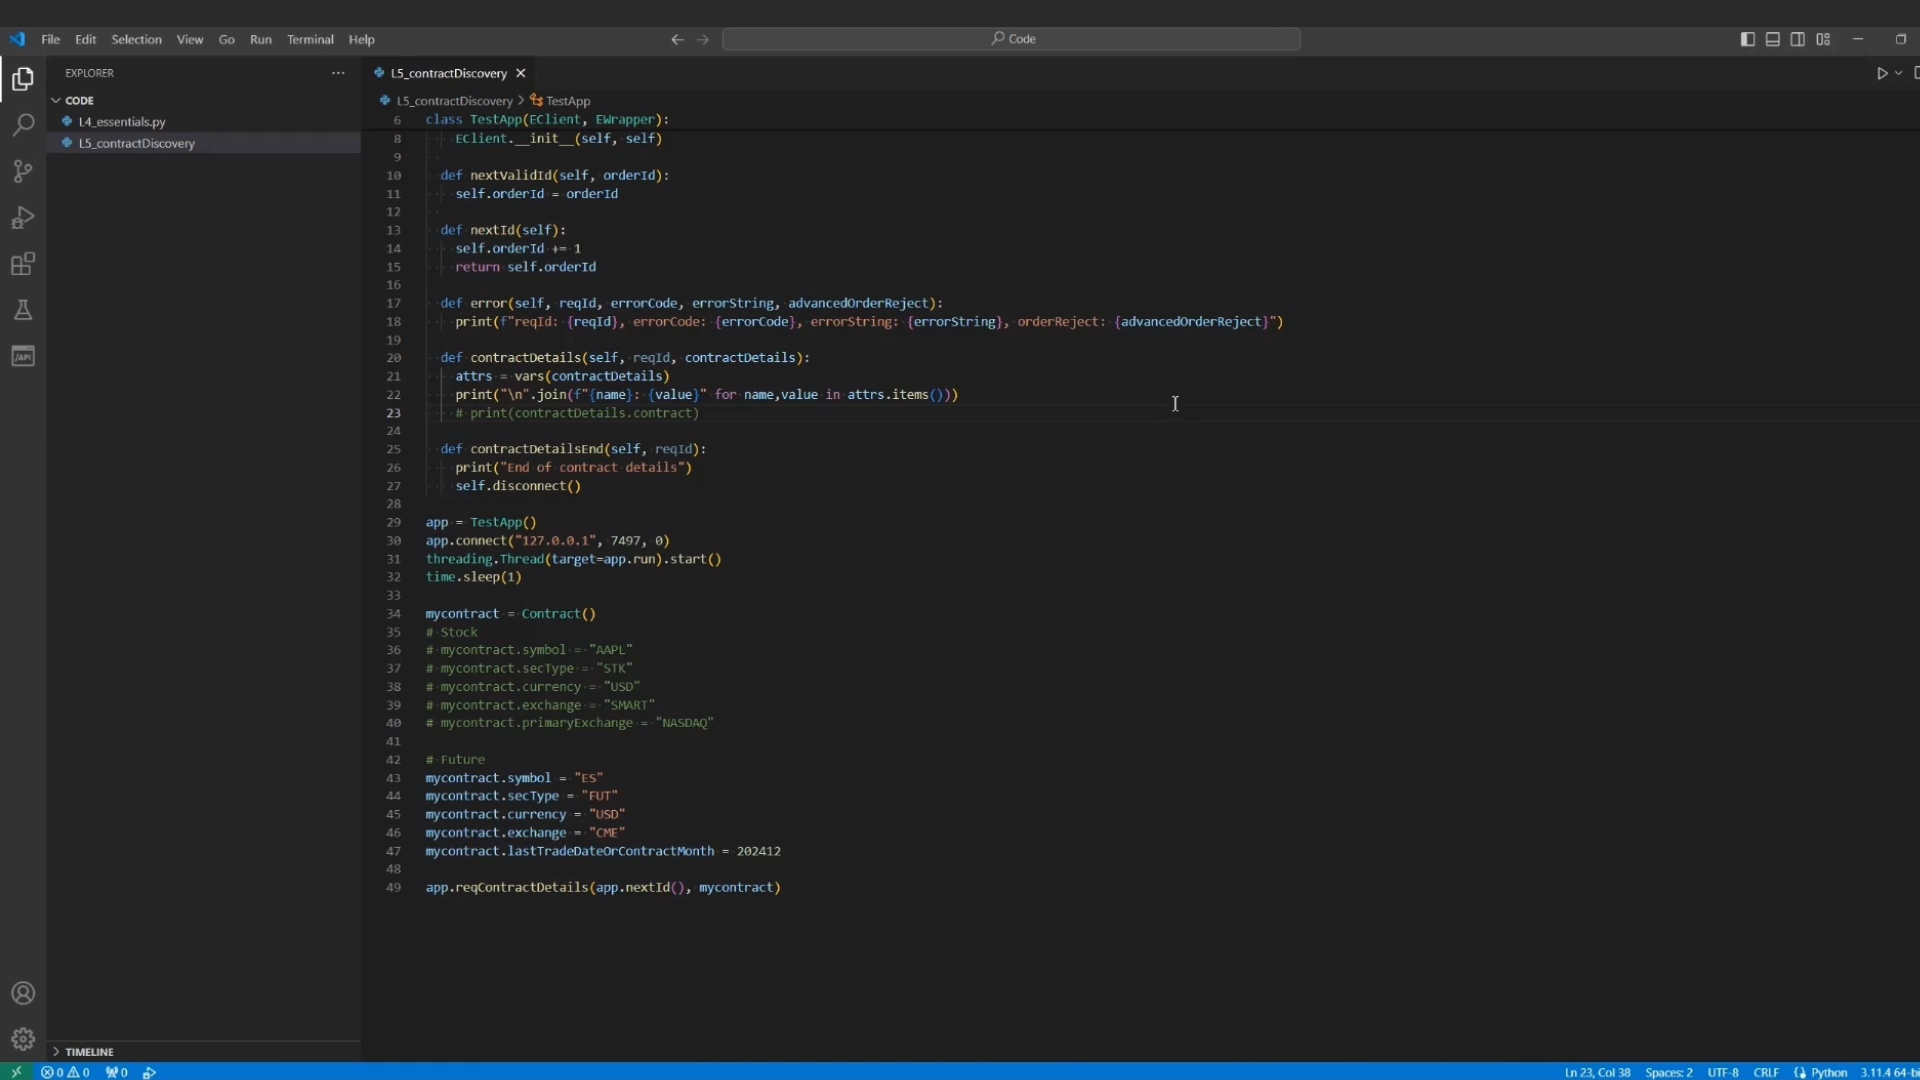 File Edit Selection View Go Run Terminal Help
Code
EXPLORER
L5_contractDiscovery
CODE
L4_essentials.py
L5_contractDiscovery
L5_contractDiscovery > TestApp
6 class TestApp(EClient, EWrapper):
8 EClient.__init__(self, self)
9
10 def nextValidId(self, orderId):
11 self.orderId = orderId
12
13 def nextId(self):
14 self.orderId += 1
15 return self.orderId
16
17 def error(self, reqId, errorCode, errorString, advancedOrderReject):
18 print(f"reqId: {reqId}, errorCode: {errorCode}, errorString: {errorString}, orderReject: {advancedOrderReject}")
19
20 def contractDetails(self, reqId, contractDetails):
21 attrs = vars(contractDetails)
22 print("\n".join(f"{name}: {value}" for name,value in attrs.items()))
23 # print(contractDetails.contract)
24
25 def contractDetailsEnd(self, reqId):
26 print("End of contract details")
27 self.disconnect()
28
29 app = TestApp()
30 app.connect("127.0.0.1", 7497, 0)
31 threading.Thread(target=app.run).start()
32 time.sleep(1)
33
34 mycontract = Contract()
35 # Stock
36 # mycontract.symbol = "AAPL"
37 # mycontract.secType = "STK"
38 # mycontract.currency = "USD"
39 # mycontract.exchange = "SMART"
40 # mycontract.primaryExchange = "NASDAQ"
41
42 # Future
43 mycontract.symbol = "ES"
44 mycontract.secType = "FUT"
45 mycontract.currency = "USD"
46 mycontract.exchange = "CME"
47 mycontract.lastTradeDateOrContractMonth = 202412
48
49 app.reqContractDetails(app.nextId(), mycontract)
TIMELINE
0 0 0 Ln 23, Col 38 Spaces: 2 UTF-8 CRLF Python 3.11.4 64-bi